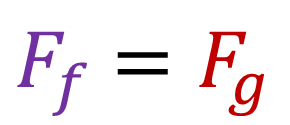 F_f = F_g